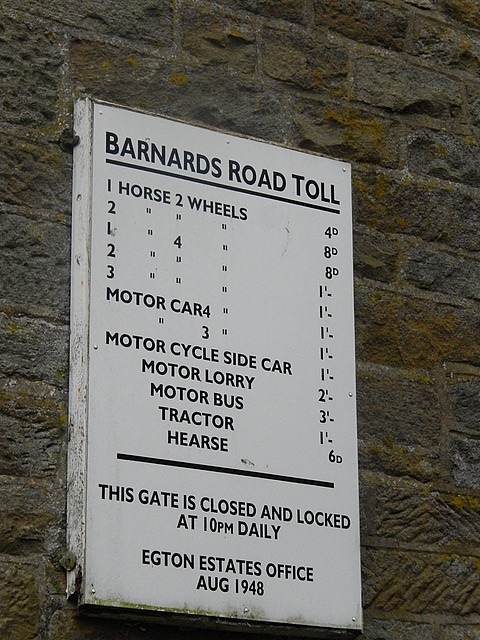 BARNARDS ROAD TOLL
1 HORSE 2 WHEELS 4D
2 " " " 8D
1 " 4 " 8D
2 " " " 1'-
3 " " " 1'-
MOTOR CAR 4 " 1'-
" 3 " 1'-
MOTOR CYCLE SIDE CAR 1'-
MOTOR LORRY 2'-
MOTOR BUS 3'-
TRACTOR 1'-
HEARSE 6D
THIS GATE IS CLOSED AND LOCKED
AT 10PM DAILY
EGTON ESTATES OFFICE
AUG 1948